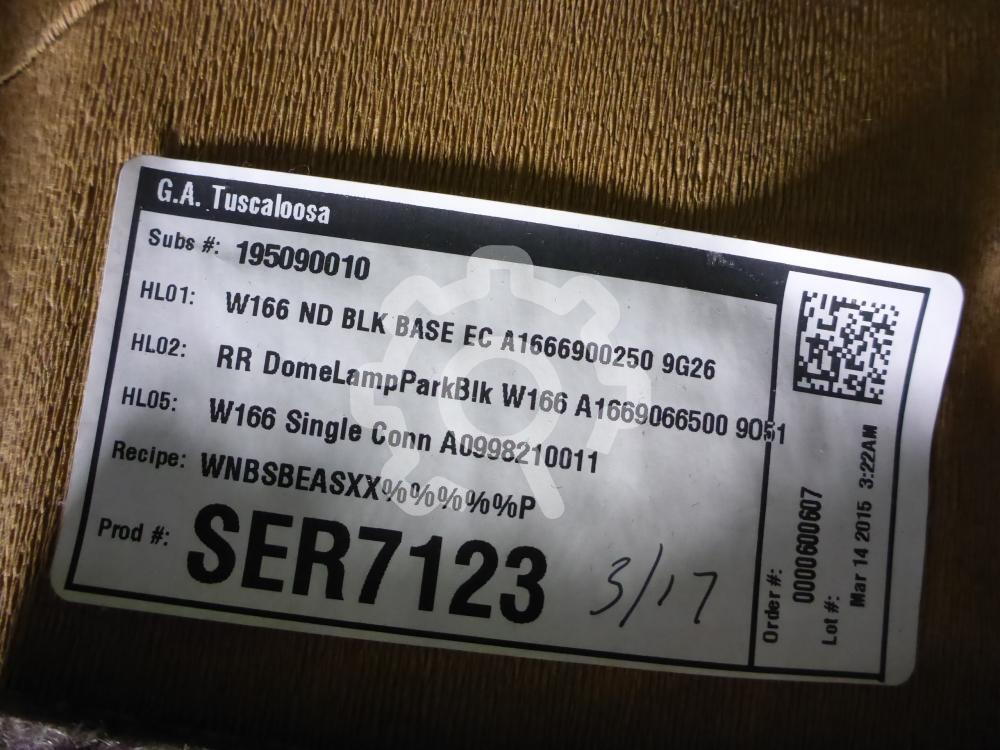 G.A. Tuscaloosa
Subs #: 195090010
HL01: W166 ND BLK BASE EC A1666900250 9G26
HL02: RR DomeLampParkBlk W166 A1669066500 9051
HL05: W166 Single Conn A0998210011
Recipe: WNBSBEASXX%%%%%P
Prod #: SER7123
3/17
Order #: 0000600607
Lot #: Mar 14 2015 3:22AM